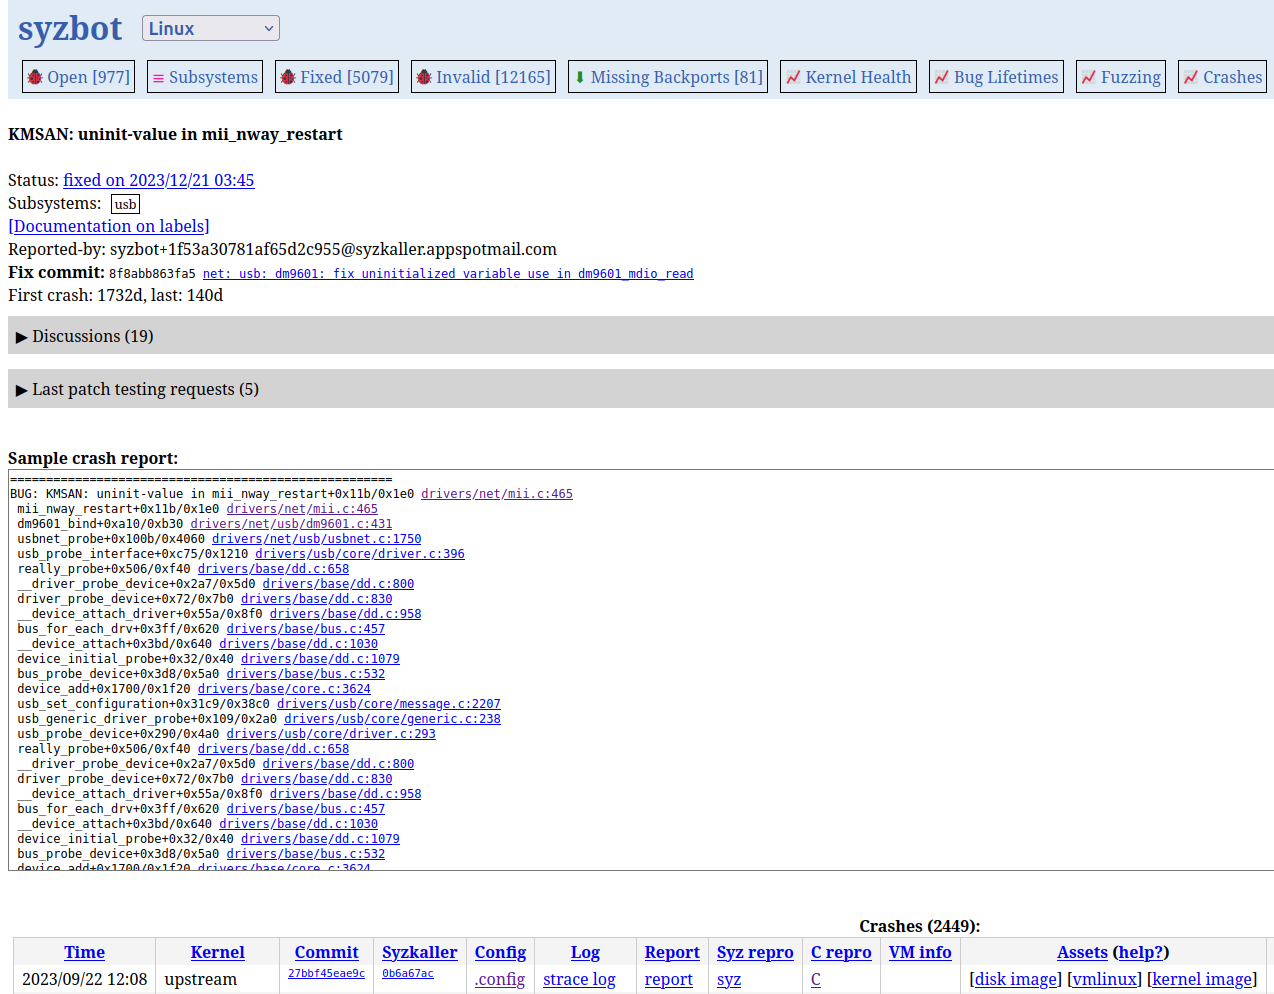 syzbot Linux
Open [977] Subsystems Fixed [5079] Invalid [12165] Missing Backports [81] Kernel Health Bug Lifetimes Fuzzing Crashes
KMSAN: uninit-value in mii_nway_restart
Status: fixed on 2023/12/21 03:45
Subsystems: usb
[Documentation on labels]
Reported-by: syzbot+1f53a30781af65d2c955@syzkaller.appspotmail.com
Fix commit: 8f8abb863fa5 net: usb: dm9601: fix uninitialized variable use in dm9601_mdio_read
First crash: 1732d, last: 140d
▶ Discussions (19)
▶ Last patch testing requests (5)
Sample crash report:
=====================================================
BUG: KMSAN: uninit-value in mii_nway_restart+0x11b/0x1e0 drivers/net/mii.c:465
mii_nway_restart+0x11b/0x1e0 drivers/net/mii.c:465
dm9601_bind+0xa10/0xb30 drivers/net/usb/dm9601.c:431
usbnet_probe+0x100b/0x4060 drivers/net/usb/usbnet.c:1750
usb_probe_interface+0xc75/0x1210 drivers/usb/core/driver.c:396
really_probe+0x506/0xf40 drivers/base/dd.c:658
__driver_probe_device+0x2a7/0x5d0 drivers/base/dd.c:800
driver_probe_device+0x72/0x7b0 drivers/base/dd.c:830
__device_attach_driver+0x55a/0x8f0 drivers/base/dd.c:958
bus_for_each_drv+0x3ff/0x620 drivers/base/bus.c:457
__device_attach+0x3bd/0x640 drivers/base/dd.c:1030
device_initial_probe+0x32/0x40 drivers/base/dd.c:1079
bus_probe_device+0x3d8/0x5a0 drivers/base/bus.c:532
device_add+0x1700/0x1f20 drivers/base/core.c:3624
usb_set_configuration+0x31c9/0x38c0 drivers/usb/core/message.c:2207
usb_generic_driver_probe+0x109/0x2a0 drivers/usb/core/generic.c:238
usb_probe_device+0x290/0x4a0 drivers/usb/core/driver.c:293
really_probe+0x506/0xf40 drivers/base/dd.c:658
__driver_probe_device+0x2a7/0x5d0 drivers/base/dd.c:800
driver_probe_device+0x72/0x7b0 drivers/base/dd.c:830
__device_attach_driver+0x55a/0x8f0 drivers/base/dd.c:958
bus_for_each_drv+0x3ff/0x620 drivers/base/bus.c:457
__device_attach+0x3bd/0x640 drivers/base/dd.c:1030
device_initial_probe+0x32/0x40 drivers/base/dd.c:1079
bus_probe_device+0x3d8/0x5a0 drivers/base/bus.c:532
device_add+0x1700/0x1f20 drivers/base/core.c:3624
Crashes (2449):
Time Kernel Commit Syzkaller Config Log Report Syz repro C repro VM info Assets (help?)
2023/09/22 12:08 upstream 27bbf45eae9c 0b6a67ac .config strace log report syz C [disk image] [vmlinux] [kernel image]